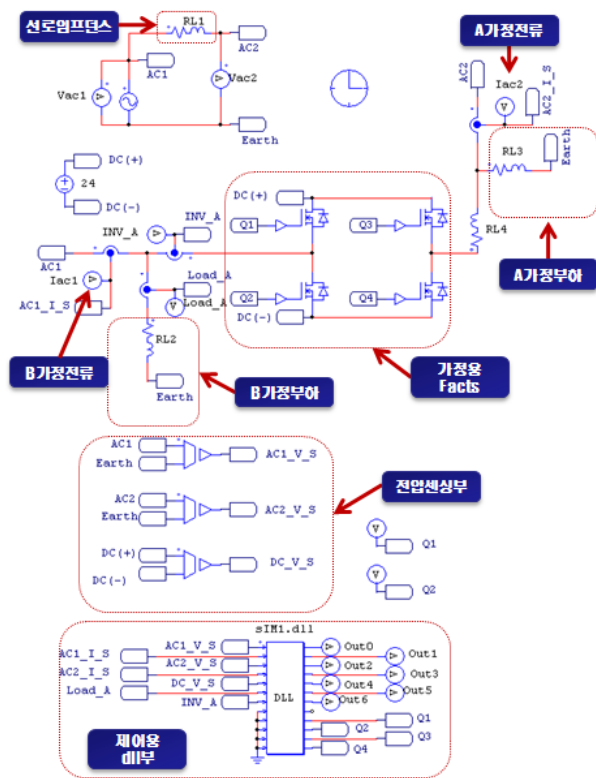 선로임프던스
RL1
AC2
AC1
Vac1
Vac2
Earth
A가정전류
AC2
Iac2
AC2_I_S
RL3
Earth
RL4
A가정부하
DC(+)
24
DC(-)
INV_A
INV_A
AC1
Iac1
AC1_I_S
Load_A
Load_A
RL2
Earth
B가정전류
B가정부하
DC(+)
Q1
Q3
Q2
Q4
DC(-)
가정용
Facts
AC1
Earth
AC1_V_S
AC2
Earth
AC2_V_S
DC(+)
DC(-)
DC_V_S
전압센싱부
V
Q1
V
Q2
sIM1.dll
AC1_V_S
AC1_I_S
AC2_V_S
AC2_I_S
DC_V_S
Load_A
INV_A
DLL
Out0
Out1
Out2
Out3
Out4
Out5
Out6
Q1
Q2
Q3
Q4
제어용
dll부